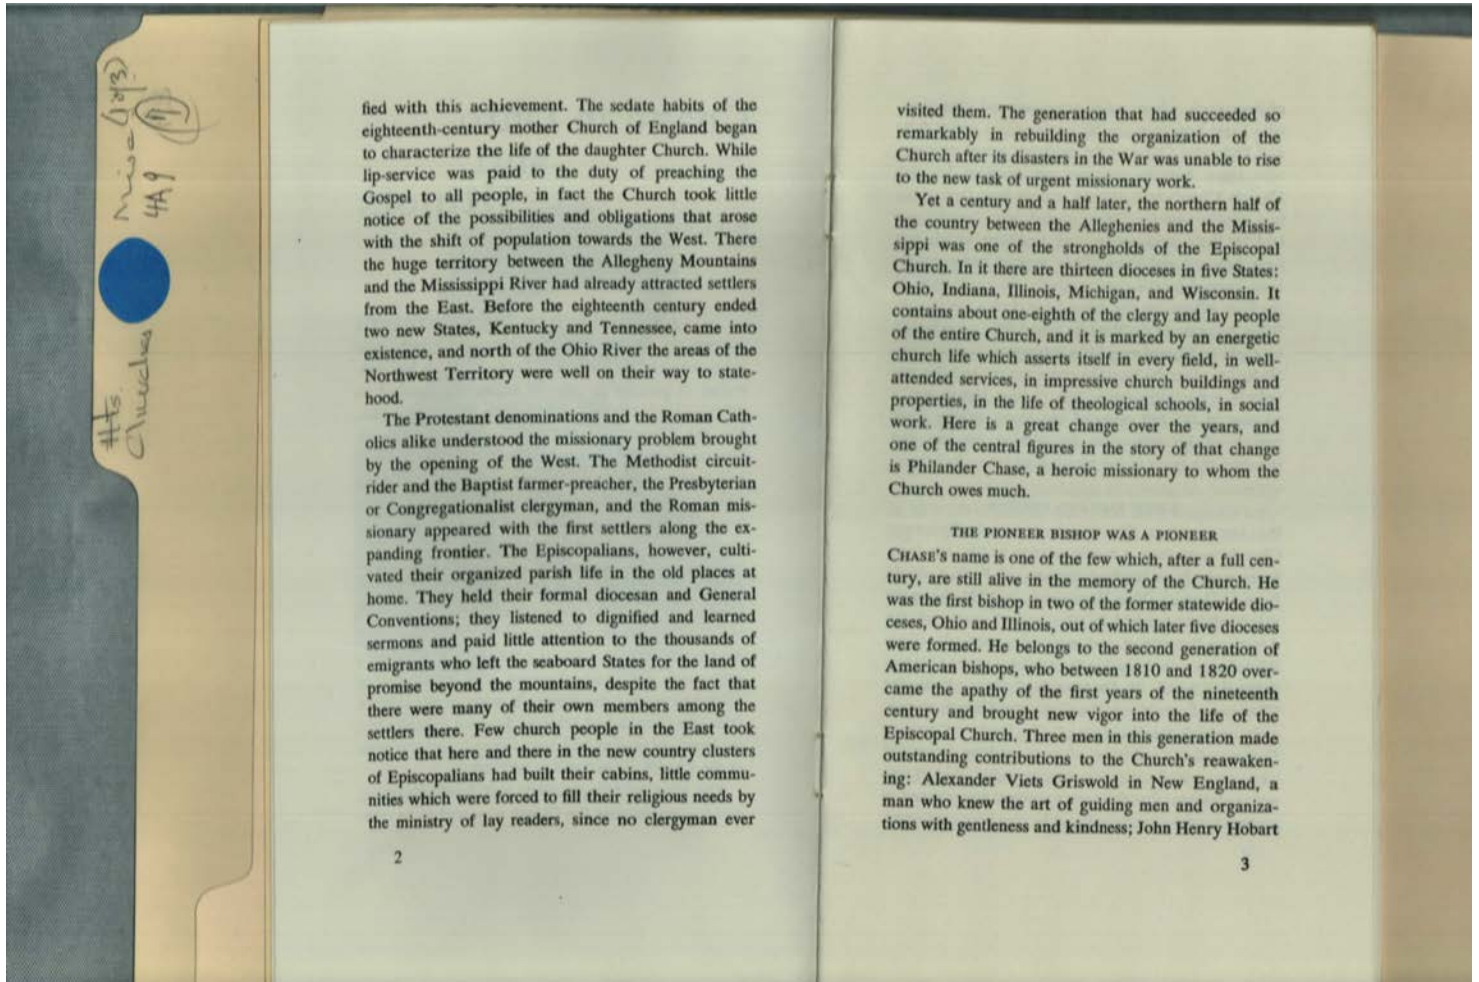 Misc
4A9
Hts.
Churches
fied with this achievement. The sedate habits of the
eighteenth-century mother Church of England began
to characterize the life of the daughter Church. While
lip-service was paid to the duty of preaching the
Gospel to all people, in fact the Church took little
notice of the possibilities and obligations that arose
with the shift of population towards the West. There
the huge territory between the Allegheny Mountains
and the Mississippi River had already attracted settlers
from the East. Before the eighteenth century ended
two new States, Kentucky and Tennessee, came into
existence, and north of the Ohio River the areas of the
Northwest Territory were well on their way to state-
hood.
The Protestant denominations and the Roman Cath-
olics alike understood the missionary problem brought
by the opening of the West. The Methodist circuit-
rider and the Baptist farmer-preacher, the Presbyterian
or Congregationalist clergyman, and the Roman mis-
sionary appeared with the first settlers along the ex-
panding frontier. The Episcopalians, however, culti-
vated their organized parish life in the old places at
home. They held their formal diocesan and General
Conventions; they listened to dignified and learned
sermons and paid little attention to the thousands of
emigrants who left the seaboard States for the land of
promise beyond the mountains, despite the fact that
there were many of their own members among the
settlers there. Few church people in the East took
notice that here and there in the new country clusters
of Episcopalians had built their cabins, little commu-
nities which were forced to fill their religious needs by
the ministry of lay readers, since no clergyman ever
2
visited them. The generation that had succeeded so
remarkably in rebuilding the organization of the
Church after its disasters in the War was unable to rise
to the new task of urgent missionary work.
Yet a century and a half later, the northern half of
the country between the Alleghenies and the Missis-
sippi was one of the strongholds of the Episcopal
Church. In it there are thirteen dioceses in five States:
Ohio, Indiana, Illinois, Michigan, and Wisconsin. It
contains about one-eighth of the clergy and lay people
of the entire Church, and it is marked by an energetic
church life which asserts itself in every field, in well-
attended services, in impressive church buildings and
properties, in the life of theological schools, in social
work. Here is a great change over the years, and
one of the central figures in the story of that change
is Philander Chase, a heroic missionary to whom the
Church owes much.
THE PIONEER BISHOP WAS A PIONEER
CHASE'S name is one of the few which, after a full cen-
tury, are still alive in the memory of the Church. He
was the first bishop in two of the former statewide dio-
ceses, Ohio and Illinois, out of which later five dioceses
were formed. He belongs to the second generation of
American bishops, who between 1810 and 1820 over-
came the apathy of the first years of the nineteenth
century and brought new vigor into the life of the
Episcopal Church. Three men in this generation made
outstanding contributions to the Church's reawaken-
ing: Alexander Viets Griswold in New England, a
man who knew the art of guiding men and organiza-
tions with gentleness and kindness; John Henry Hobart
3